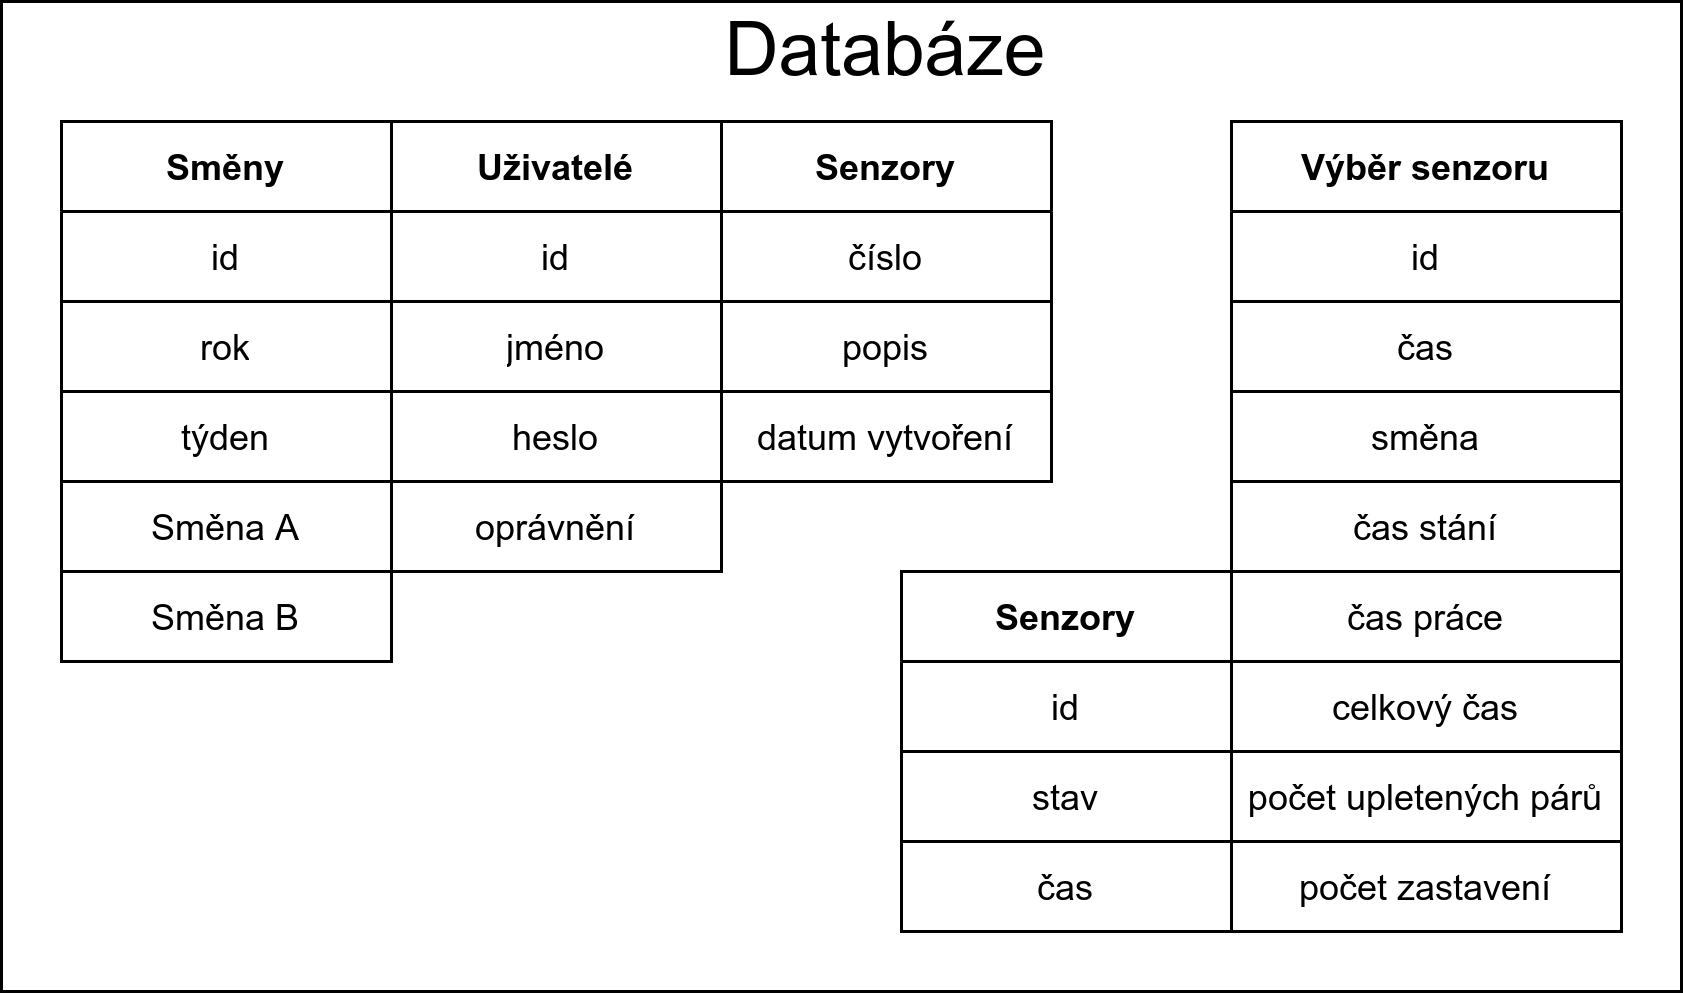 Databáze
Směny
Uživatelé
Senzory
Výběr senzoru
id
id
číslo
id
rok
jméno
popis
čas
týden
heslo
datum vytvoření
směna
Směna A
oprávnění
čas stání
Směna B
Senzory
čas práce
id
celkový čas
stav
počet upletených párů
čas
počet zastavení